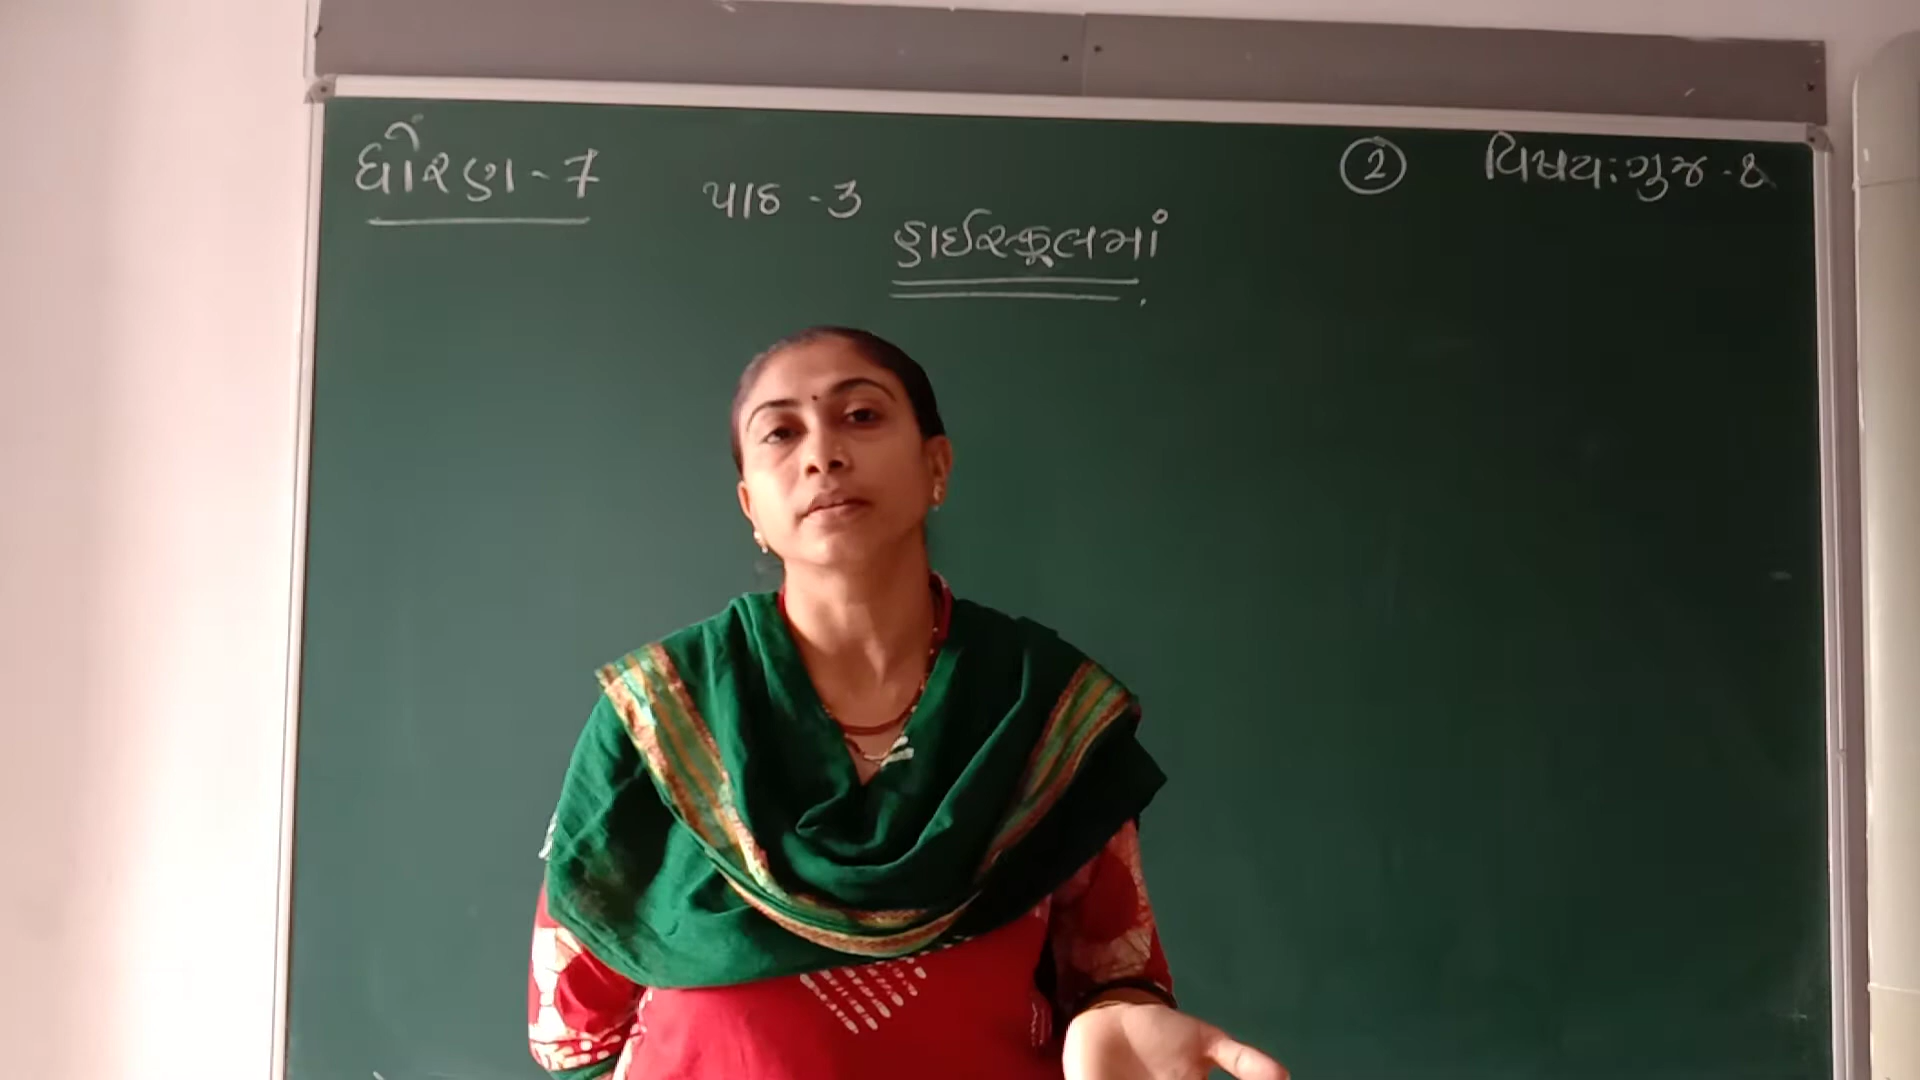 ધોરણ - 7
પાઠ - 3
② વિષય: ગુજ -
હાઈસ્કૂલમાં